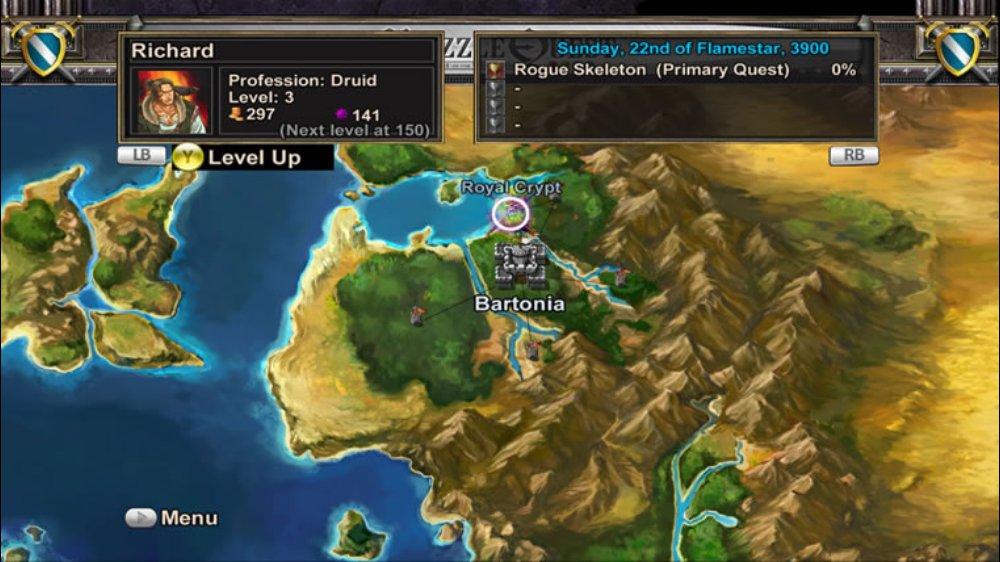 Richard
Profession: Druid
Level: 3
297 141
(Next level at 150)
Sunday, 22nd of Flamestar, 3900
Rogue Skeleton (Primary Quest) 0%
-
-
-
LB
Y Level Up
RB
Royal Crypt
Bartonia
Menu